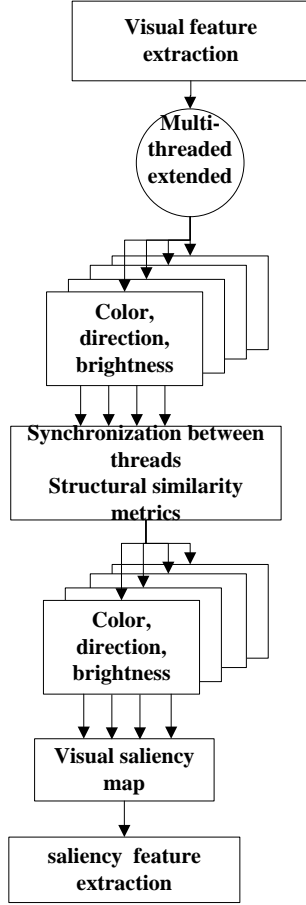 Visual feature
extraction
Multi-
threaded
extended
Color,
direction,
brightness
Synchronization between
threads
Structural similarity
metrics
Color,
direction,
brightness
Visual saliency
map
saliency feature
extraction